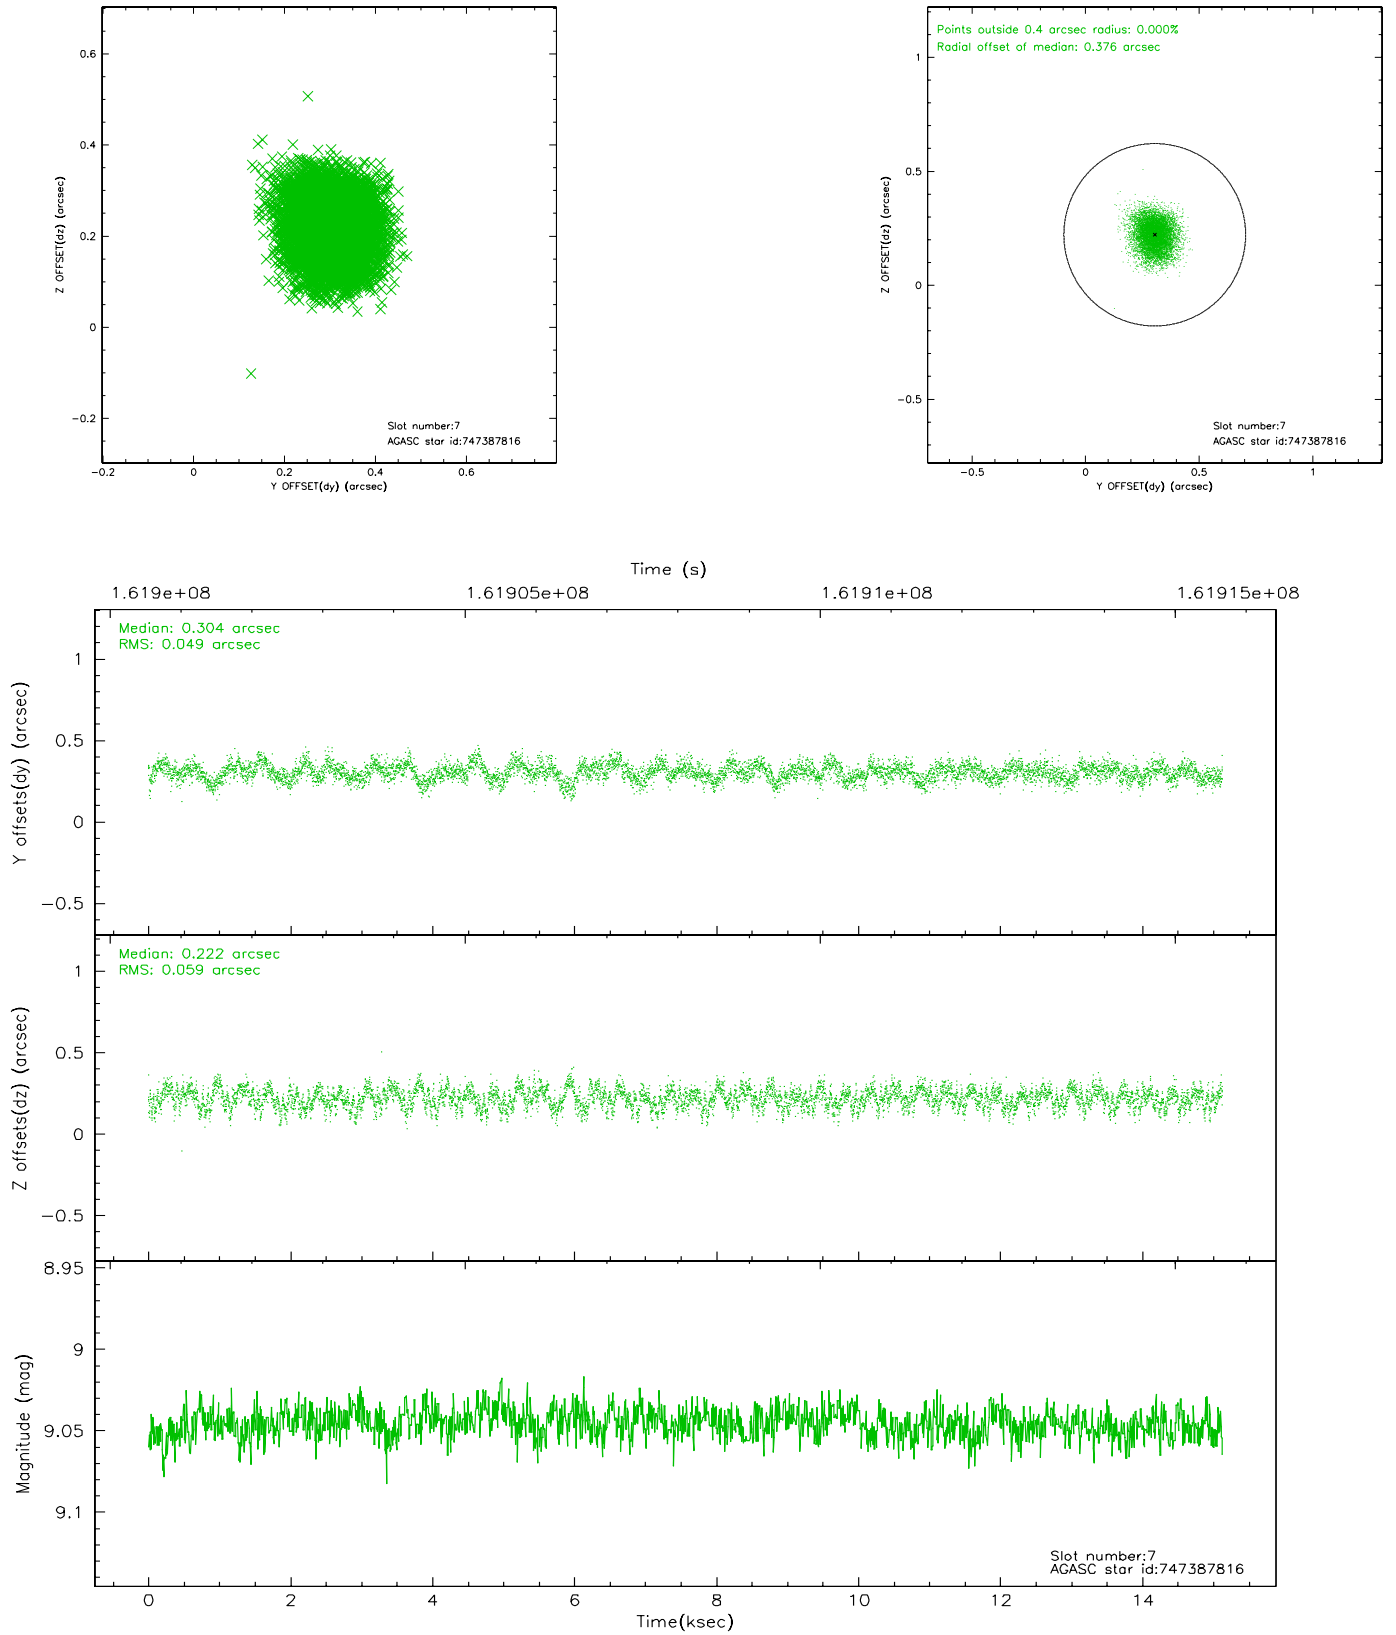 0.6
0.4
0.2
0
−0.2
Z OFFSET(dz) (arcsec)
Slot number:7
AGASC star id:747387816
−0.2 0 0.2 0.4 0.6
Y OFFSET(dy) (arcsec)
Points outside 0.4 arcsec radius: 0.000%
Radial offset of median: 0.376 arcsec
1
0.5
0
−0.5
Z OFFSET(dz) (arcsec)
Slot number:7
AGASC star id:747387816
−0.5 0 0.5 1
Y OFFSET(dy) (arcsec)
Time (s)
1.619e+08 1.61905e+08 1.6191e+08 1.61915e+08
Median: 0.304 arcsec
RMS: 0.049 arcsec
1
0.5
0
−0.5
Y offsets(dy) (arcsec)
Median: 0.222 arcsec
RMS: 0.059 arcsec
1
0.5
0
−0.5
Z offsets(dz) (arcsec)
8.95
9
9.05
9.1
Magnitude (mag)
Slot number:7
AGASC star id:747387816
0 2 4 6 8 10 12 14
Time(ksec)